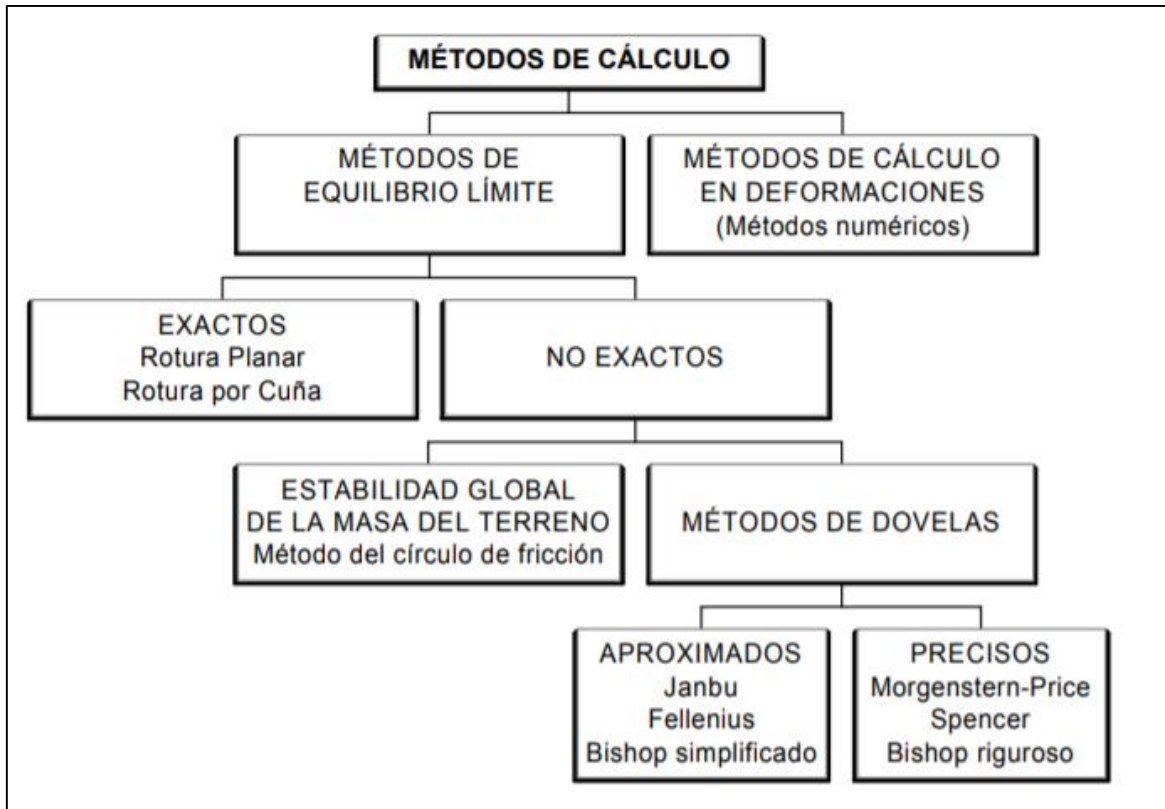 MÉTODOS DE CÁLCULO
MÉTODOS DE
EQUILIBRIO LÍMITE
MÉTODOS DE CÁLCULO
EN DEFORMACIONES
(Métodos numéricos)
EXACTOS
Rotura Planar
Rotura por Cuña
NO EXACTOS
ESTABILIDAD GLOBAL
DE LA MASA DEL TERRENO
Método del círculo de fricción
MÉTODOS DE DOVELAS
APROXIMADOS
Janbu
Fellenius
Bishop simplificado
PRECISOS
Morgenstern-Price
Spencer
Bishop riguroso